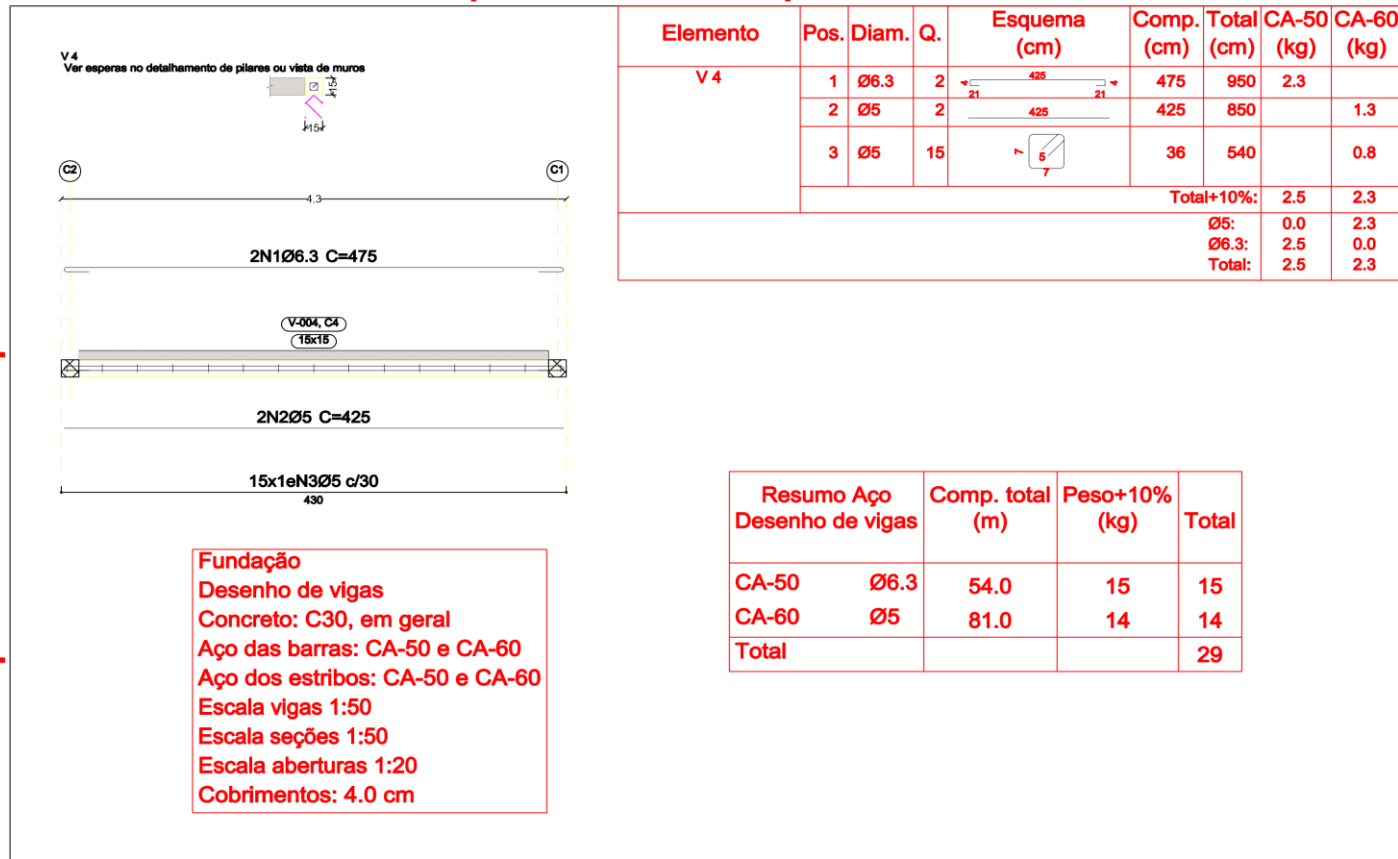 V 4
Ver esperas no detalhamento de pilares ou vista de muros
15
15
C2
C1
4.3
2N1Ø6.3 C=475
V-004, C4
15x15
2N2Ø5 C=425
15x1eN3Ø5 c/30
430
Fundação
Desenho de vigas
Concreto: C30, em geral
Aço das barras: CA-50 e CA-60
Aço dos estribos: CA-50 e CA-60
Escala vigas 1:50
Escala seções 1:50
Escala aberturas 1:20
Cobrimentos: 4.0 cm
Elemento Pos. Diam. Q. Esquema (cm) Comp. (cm) Total (cm) CA-50 (kg) CA-60 (kg)
V 4 1 Ø6.3 2 4 21 425 21 4 475 950 2.3
2 Ø5 2 425 425 850 1.3
3 Ø5 15 7 5 7 36 540 0.8
Total+10%: 2.5 2.3
Ø5: 0.0 2.3
Ø6.3: 2.5 0.0
Total: 2.5 2.3
Resumo Aço Comp. total Peso+10%
Desenho de vigas (m) (kg) Total
CA-50 Ø6.3 54.0 15 15
CA-60 Ø5 81.0 14 14
Total 29